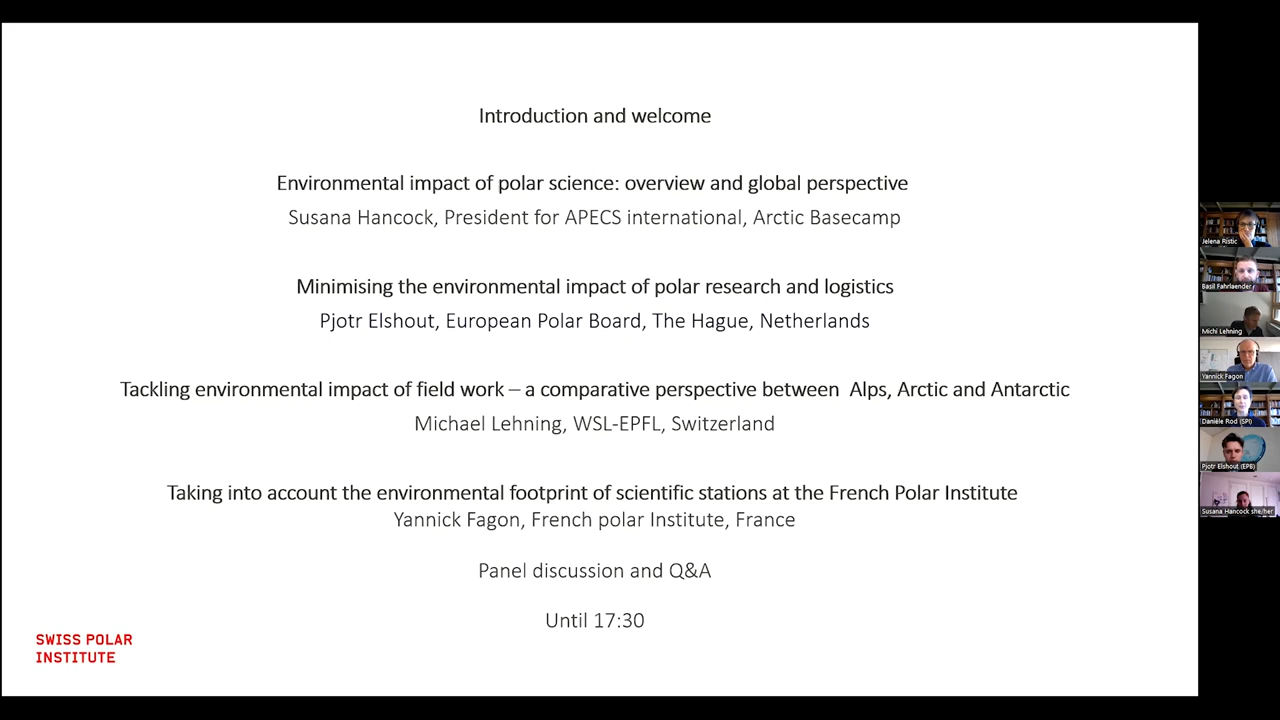 Introduction and welcome
Environmental impact of polar science: overview and global perspective
Susana Hancock, President for APECS international, Arctic Basecamp
Minimising the environmental impact of polar research and logistics
Pjotr Elshout, European Polar Board, The Hague, Netherlands
Tackling environmental impact of field work – a comparative perspective between  Alps, Arctic and Antarctic
Michael Lehning, WSL-EPFL, Switzerland
Taking into account the environmental footprint of scientific stations at the French Polar Institute
Yannick Fagon, French polar Institute, France
Panel discussion and Q&A
Until 17:30
SWISS POLAR
INSTITUTE
Jelena Ristic
Basil Fahrlaender
Michi Lehning
Yannick Fagon
Danièle Rod (SPI)
Pjotr Elshout (EPB)
Susana Hancock she/her